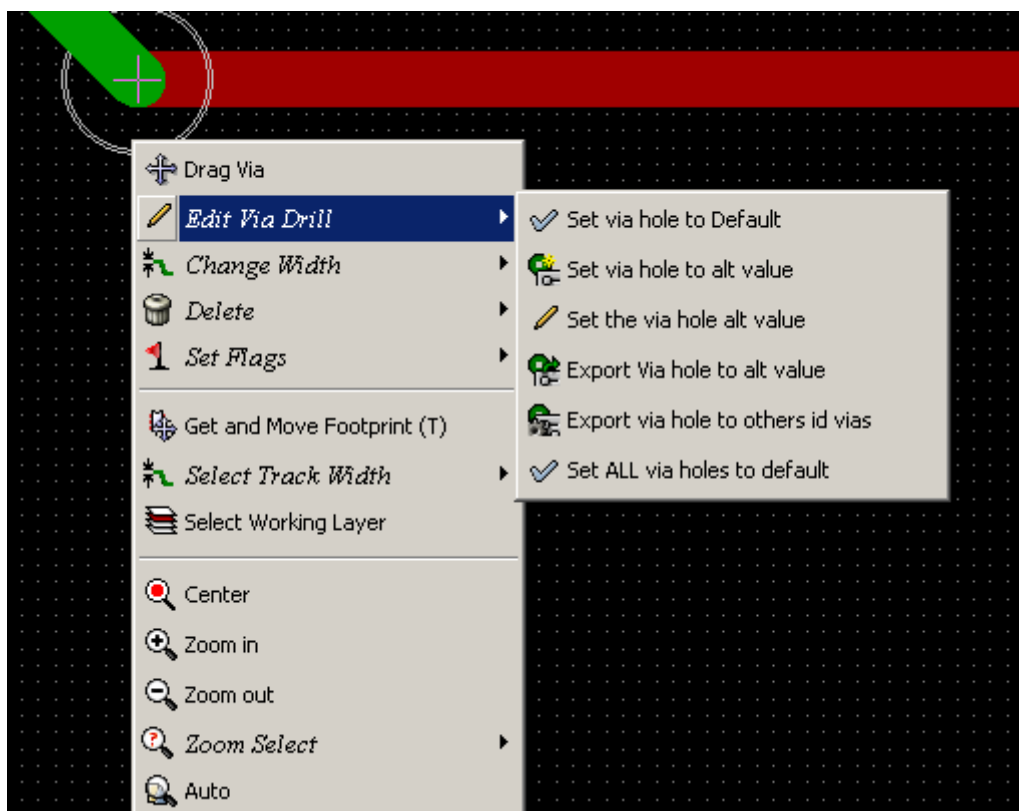 Drag Via
Edit Via Drill
Change Width
Delete
Set Flags
Get and Move Footprint (T)
Select Track Width
Select Working Layer
Center
Zoom in
Zoom out
Zoom Select
Auto
Set via hole to Default
Set via hole to alt value
Set the via hole alt value
Export Via hole to alt value
Export via hole to others id vias
Set ALL via holes to default